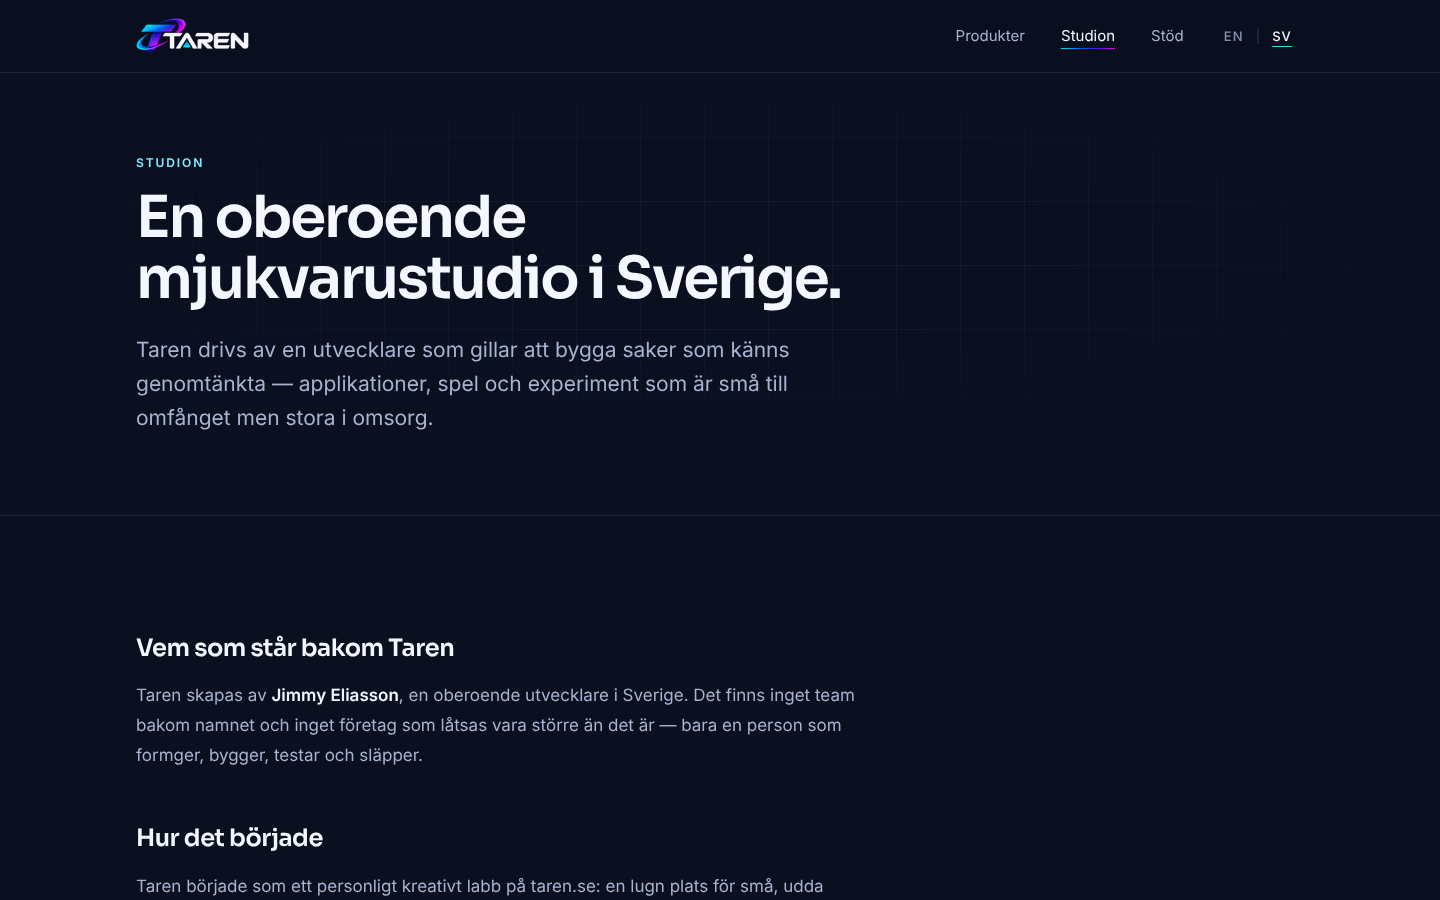 TAREN
Produkter
Studion
Stöd
EN | SV
STUDION
En oberoende
mjukvarustudio i Sverige.
Taren drivs av en utvecklare som gillar att bygga saker som känns
genomtänkta — applikationer, spel och experiment som är små till
omfånget men stora i omsorg.
Vem som står bakom Taren
Taren skapas av Jimmy Eliasson, en oberoende utvecklare i Sverige. Det finns inget team
bakom namnet och inget företag som låtsas vara större än det är — bara en person som
formger, bygger, testar och släpper.
Hur det började
Taren började som ett personligt kreativt labb på taren.se: en lugn plats för små, udda